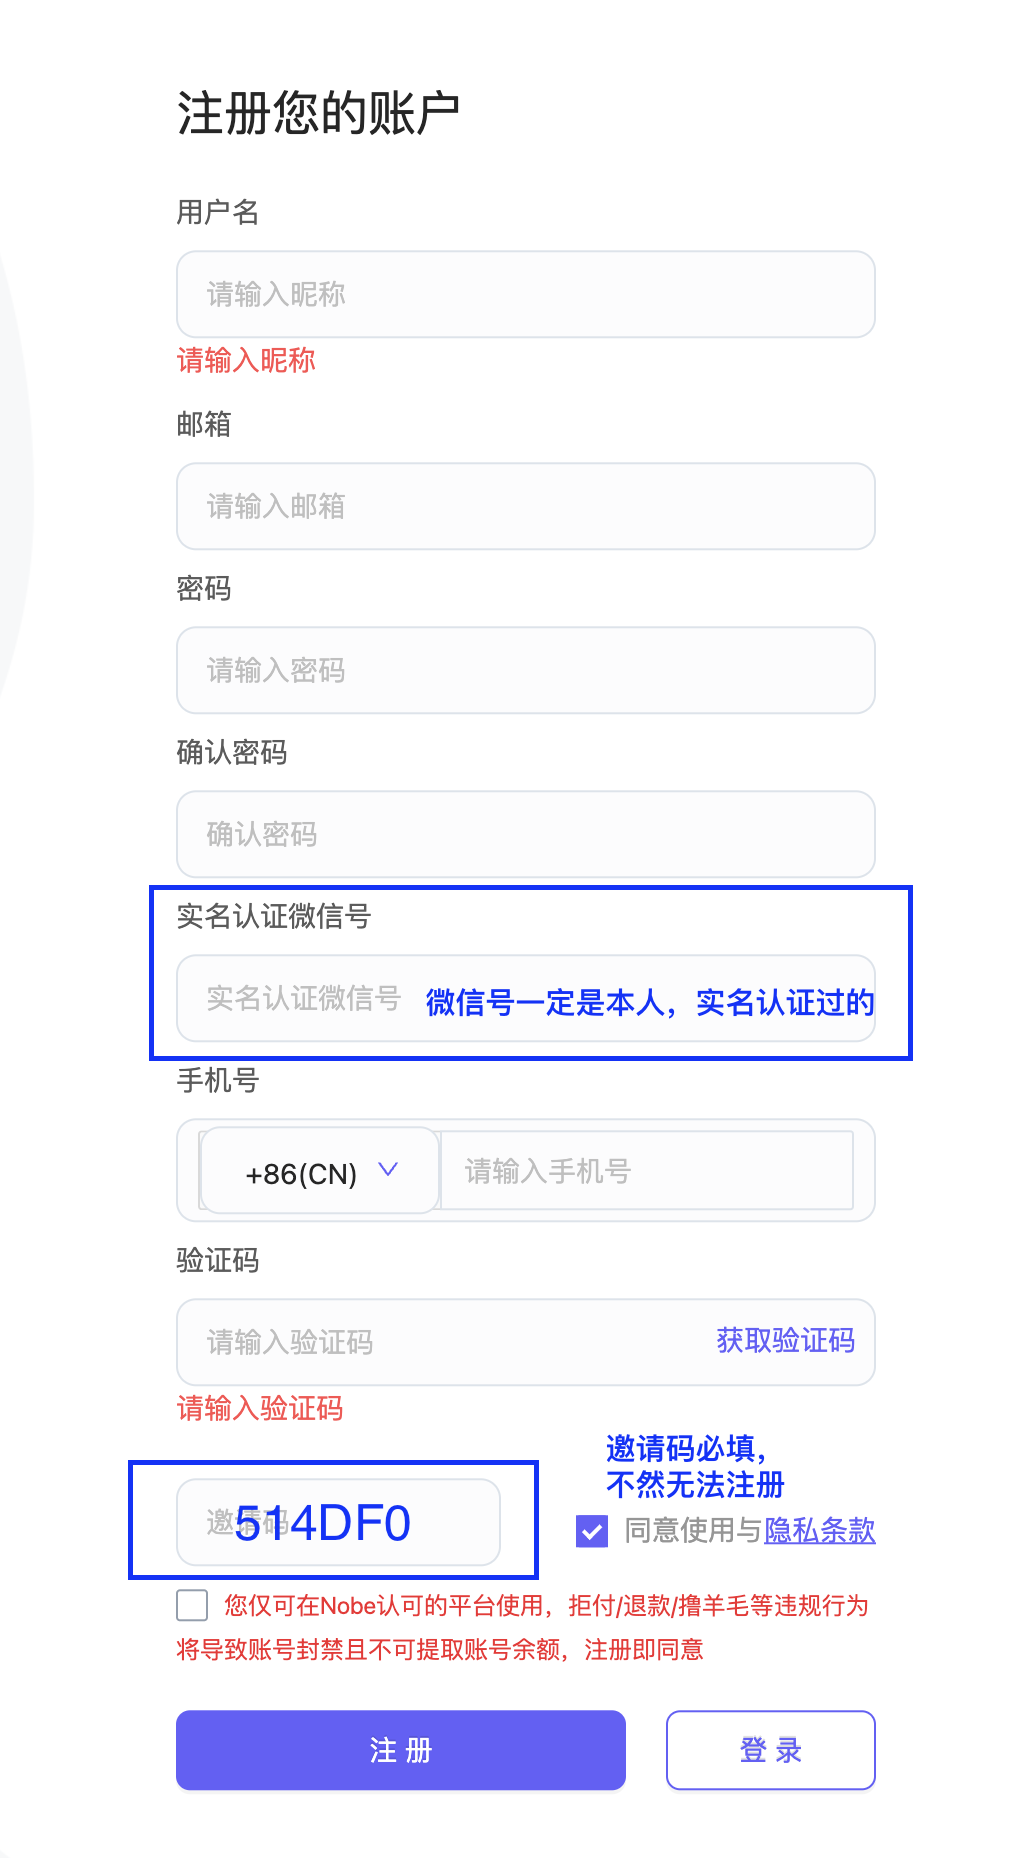 注册您的账户
用户名
请输入昵称
请输入昵称
邮箱
请输入邮箱
密码
请输入密码
确认密码
确认密码
实名认证微信号
实名认证微信号 微信号一定是本人，实名认证过的
手机号
+86(CN) 请输入手机号
验证码
请输入验证码 获取验证码
请输入验证码
邀请码必填，
不然无法注册
邀请码 514DF0
同意使用与隐私条款
您仅可在Nobe认可的平台使用，拒付/退款/撸羊毛等违规行为
将导致账号封禁且不可提取账号余额，注册即同意
注 册 登 录